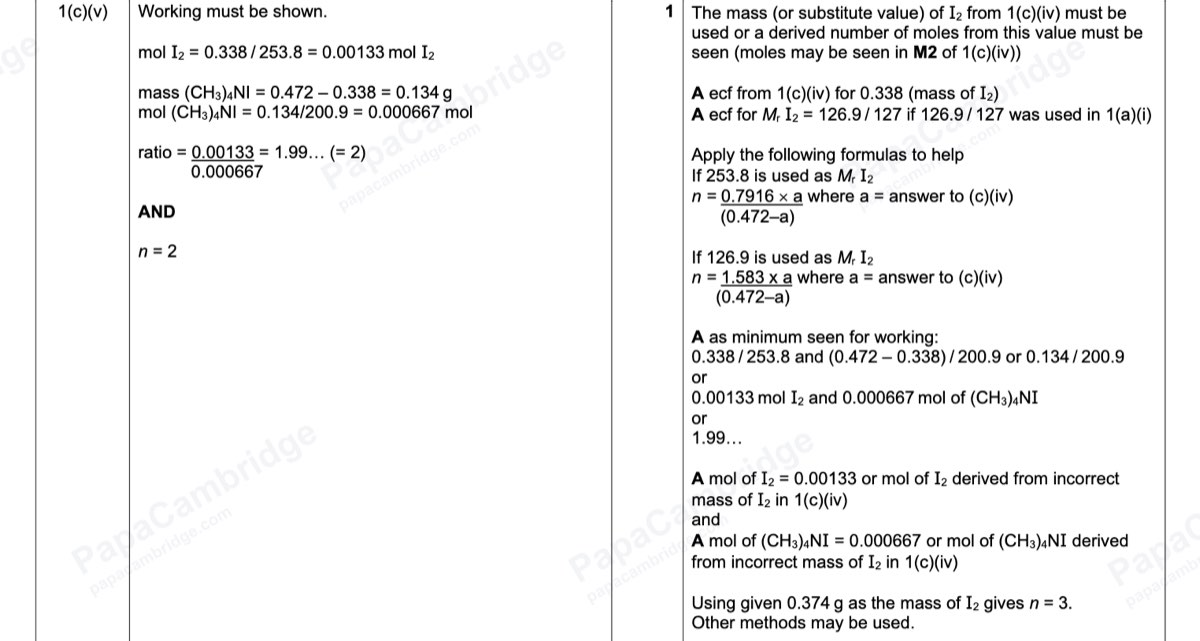 1(c)(v)
Working must be shown.
mol I₂ = 0.338 / 253.8 = 0.00133 mol I₂
mass (CH₃)₄NI = 0.472 – 0.338 = 0.134 g
mol (CH₃)₄NI = 0.134/200.9 = 0.000667 mol
ratio = 0.00133 = 1.99… (= 2)
0.000667
AND
n = 2
1
The mass (or substitute value) of I₂ from 1(c)(iv) must be
used or a derived number of moles from this value must be
seen (moles may be seen in M2 of 1(c)(iv))
A ecf from 1(c)(iv) for 0.338 (mass of I₂)
A ecf for Mᵣ I₂ = 126.9 / 127 if 126.9 / 127 was used in 1(a)(i)
Apply the following formulas to help
If 253.8 is used as Mᵣ I₂
n = 0.7916 × a where a = answer to (c)(iv)
(0.472–a)
If 126.9 is used as Mᵣ I₂
n = 1.583 x a where a = answer to (c)(iv)
(0.472–a)
A as minimum seen for working:
0.338 / 253.8 and (0.472 – 0.338) / 200.9 or 0.134 / 200.9
or
0.00133 mol I₂ and 0.000667 mol of (CH₃)₄NI
or
1.99…
A mol of I₂ = 0.00133 or mol of I₂ derived from incorrect
mass of I₂ in 1(c)(iv)
and
A mol of (CH₃)₄NI = 0.000667 or mol of (CH₃)₄NI derived
from incorrect mass of I₂ in 1(c)(iv)
Using given 0.374 g as the mass of I₂ gives n = 3.
Other methods may be used.
PapaCambridge
papacambridge.com